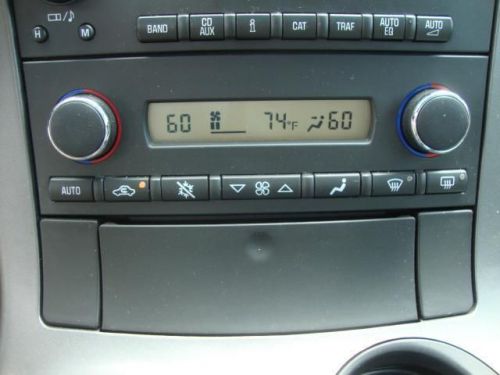 BAND CD AUX i CAT TRAF AUTO EQ AUTO
H M
60 74°F 60
AUTO